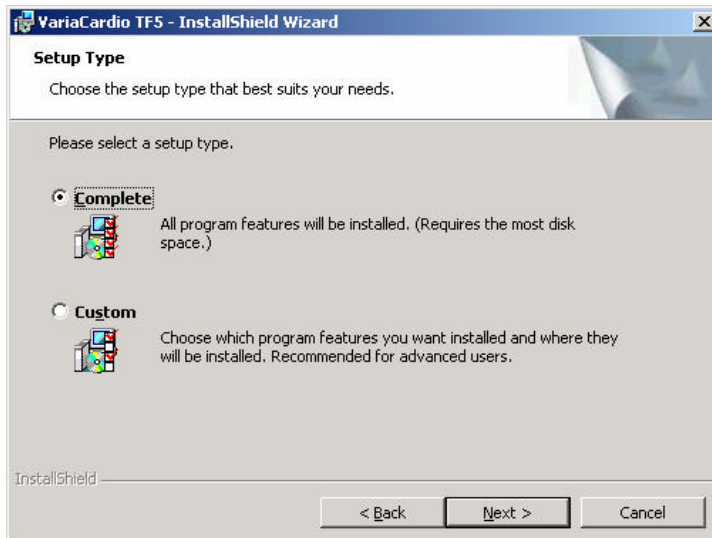 VariaCardio TF5 - InstallShield Wizard
Setup Type
Choose the setup type that best suits your needs.
Please select a setup type.
Complete
All program features will be installed. (Requires the most disk
space.)
Custom
Choose which program features you want installed and where they
will be installed. Recommended for advanced users.
InstallShield
< Back
Next >
Cancel